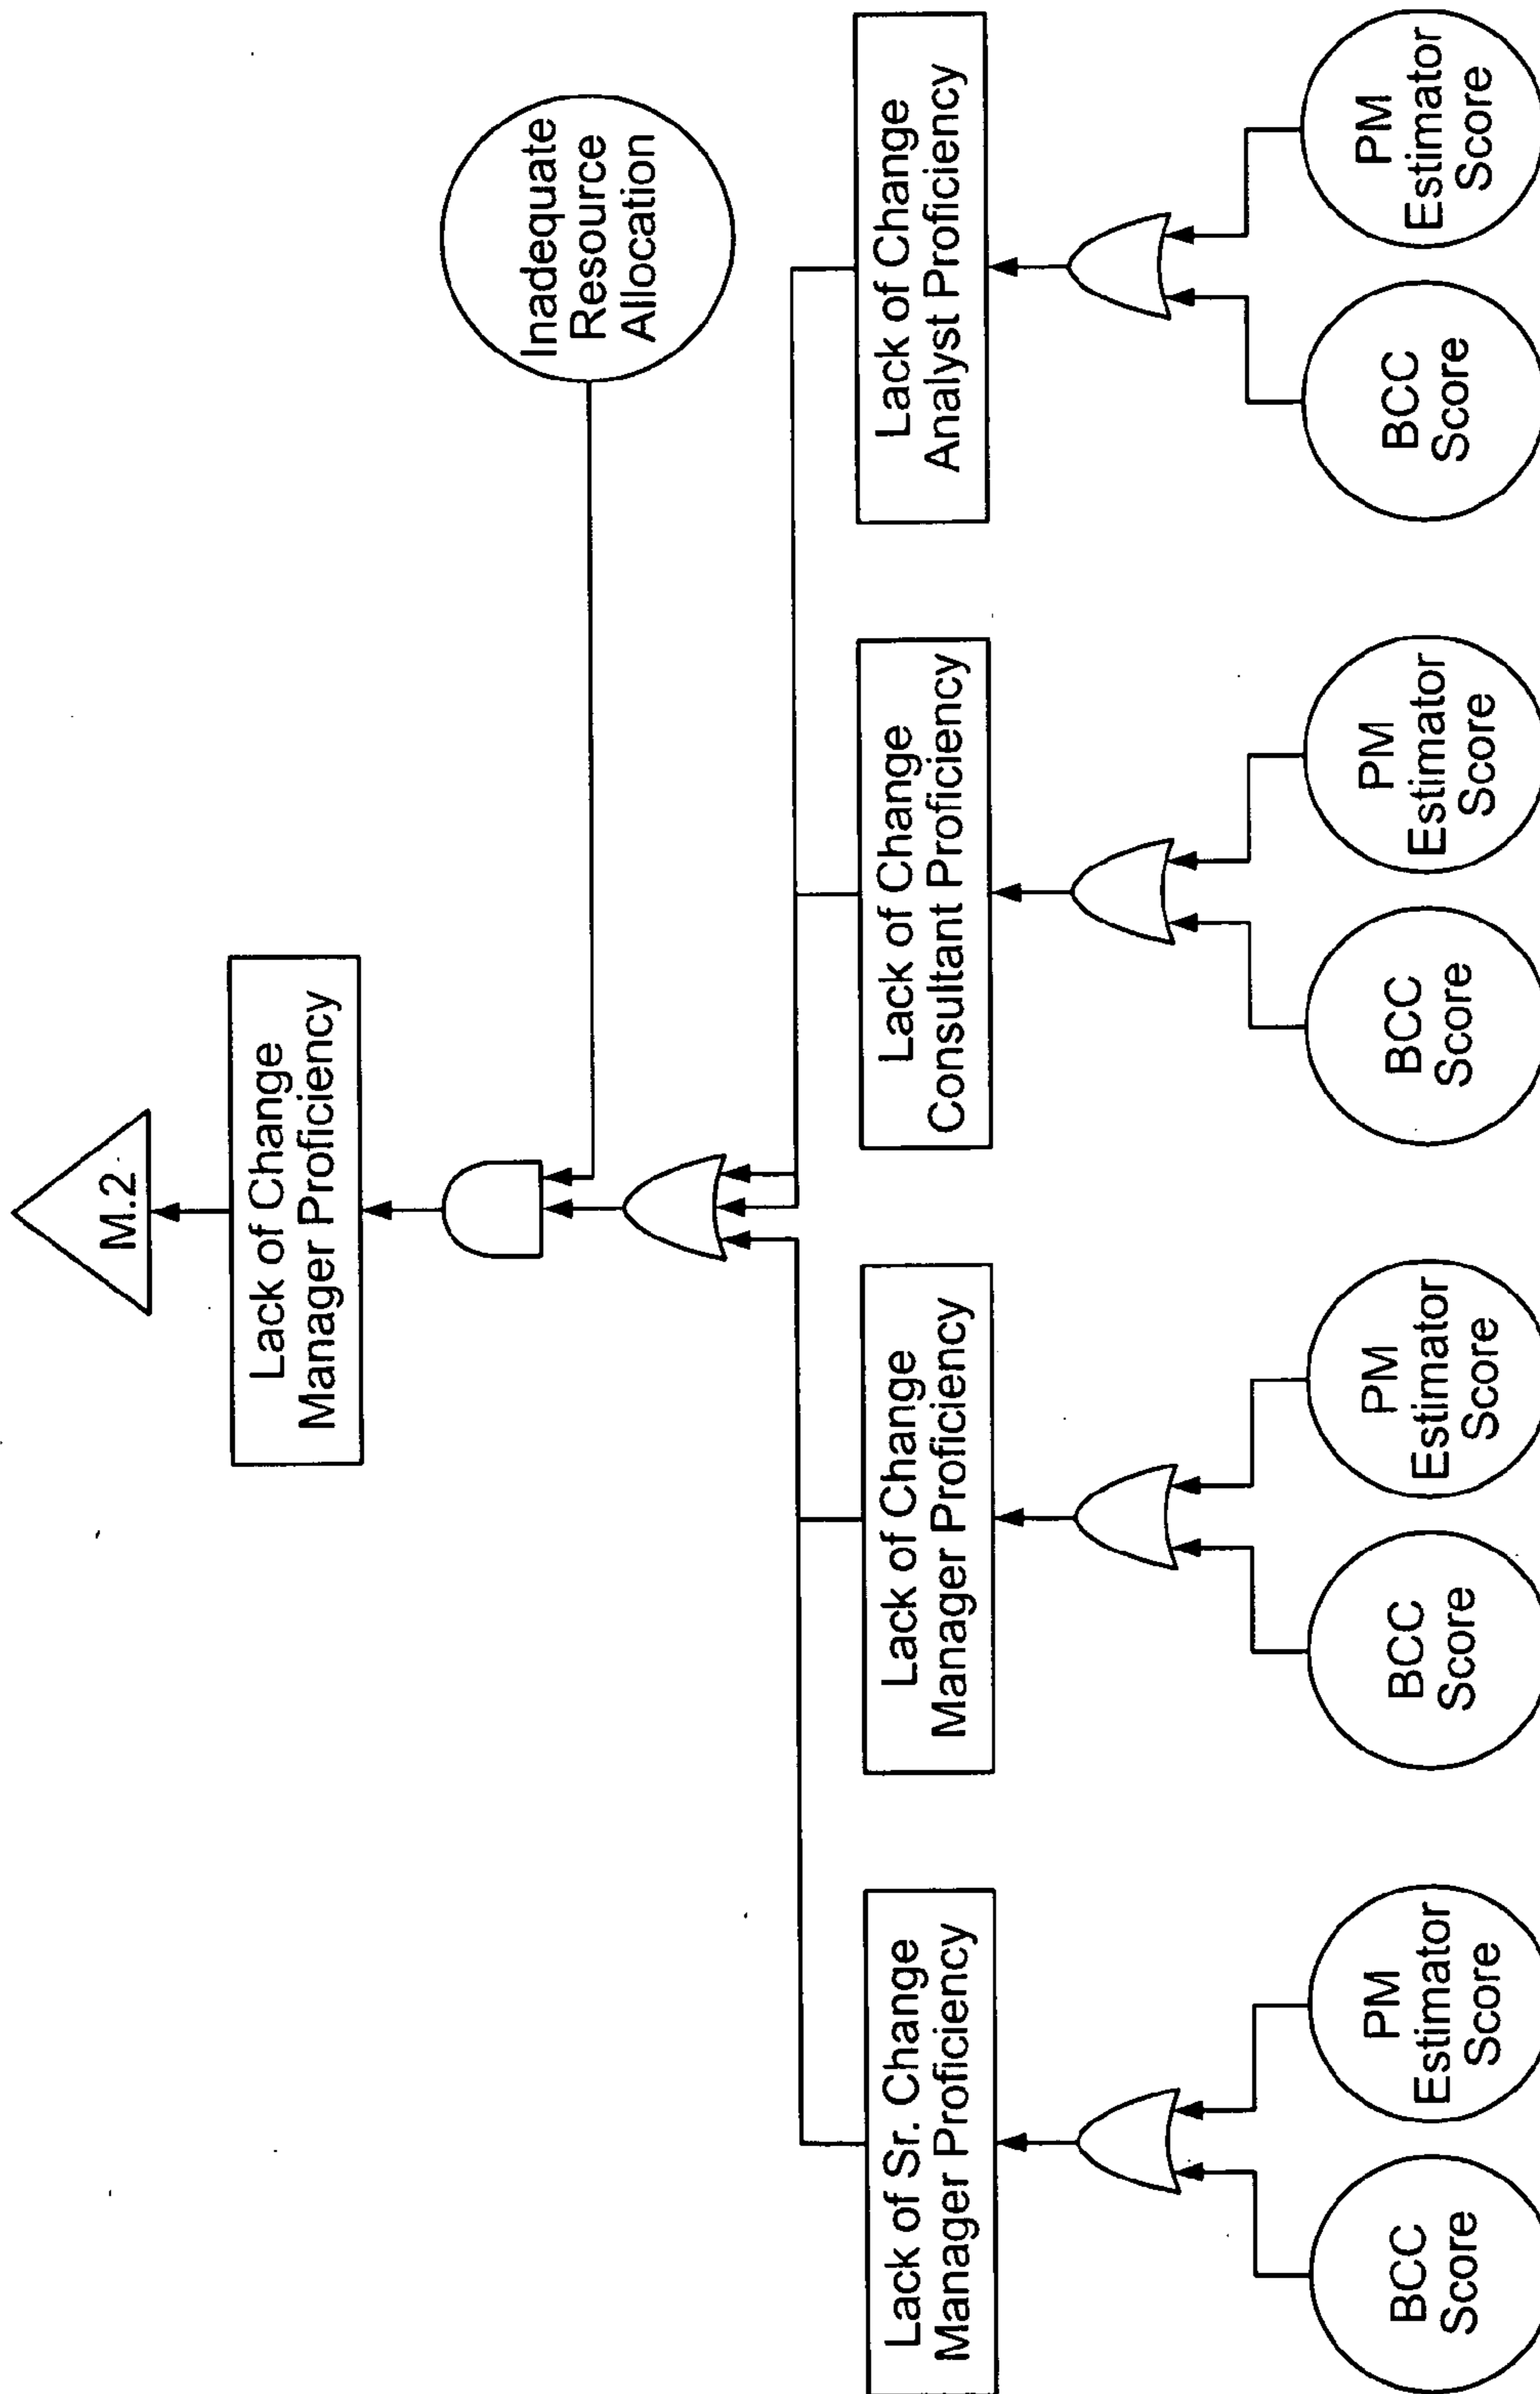 M.2
Lack of Change
Manager Proficiency
Inadequate
Resource
Allocation
Lack of Sr. Change
Manager Proficiency
Lack of Change
Manager Proficiency
Lack of Change
Consultant Proficiency
Lack of Change
Analyst Proficiency
BCC
Score
PM
Estimator
Score
BCC
Score
PM
Estimator
Score
BCC
Score
PM
Estimator
Score
BCC
Score
PM
Estimator
Score